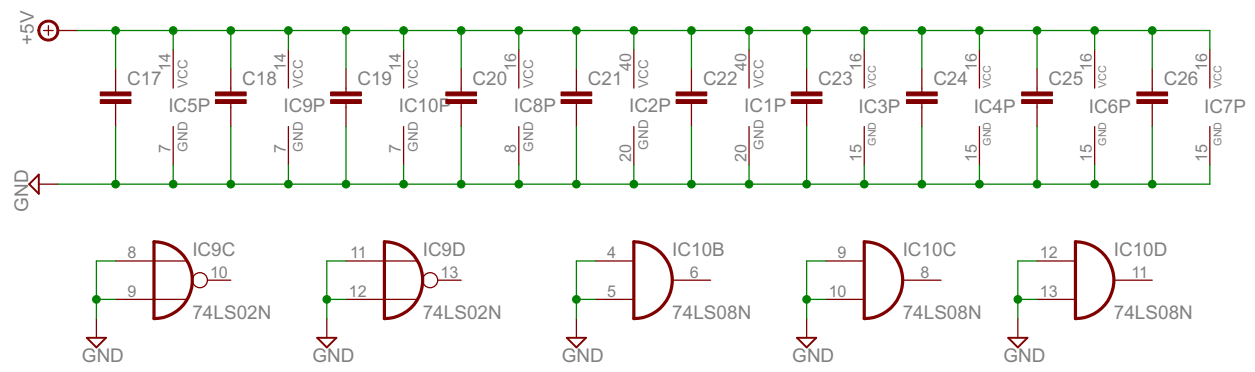 +5V
C17
14
VCC
IC5P
GND
7
C18
14
VCC
IC9P
GND
7
C19
14
VCC
IC10P
GND
7
C20
16
VCC
IC8P
GND
8
C21
40
VCC
IC2P
GND
20
C22
40
VCC
IC1P
GND
20
C23
16
VCC
IC3P
GND
15
C24
16
VCC
IC4P
GND
15
C25
16
VCC
IC6P
GND
15
C26
16
VCC
IC7P
GND
15
GND
IC9C
8
10
9
74LS02N
GND
IC9D
11
13
12
74LS02N
GND
IC10B
4
6
5
74LS08N
GND
IC10C
9
8
10
74LS08N
GND
IC10D
12
11
13
74LS08N
GND